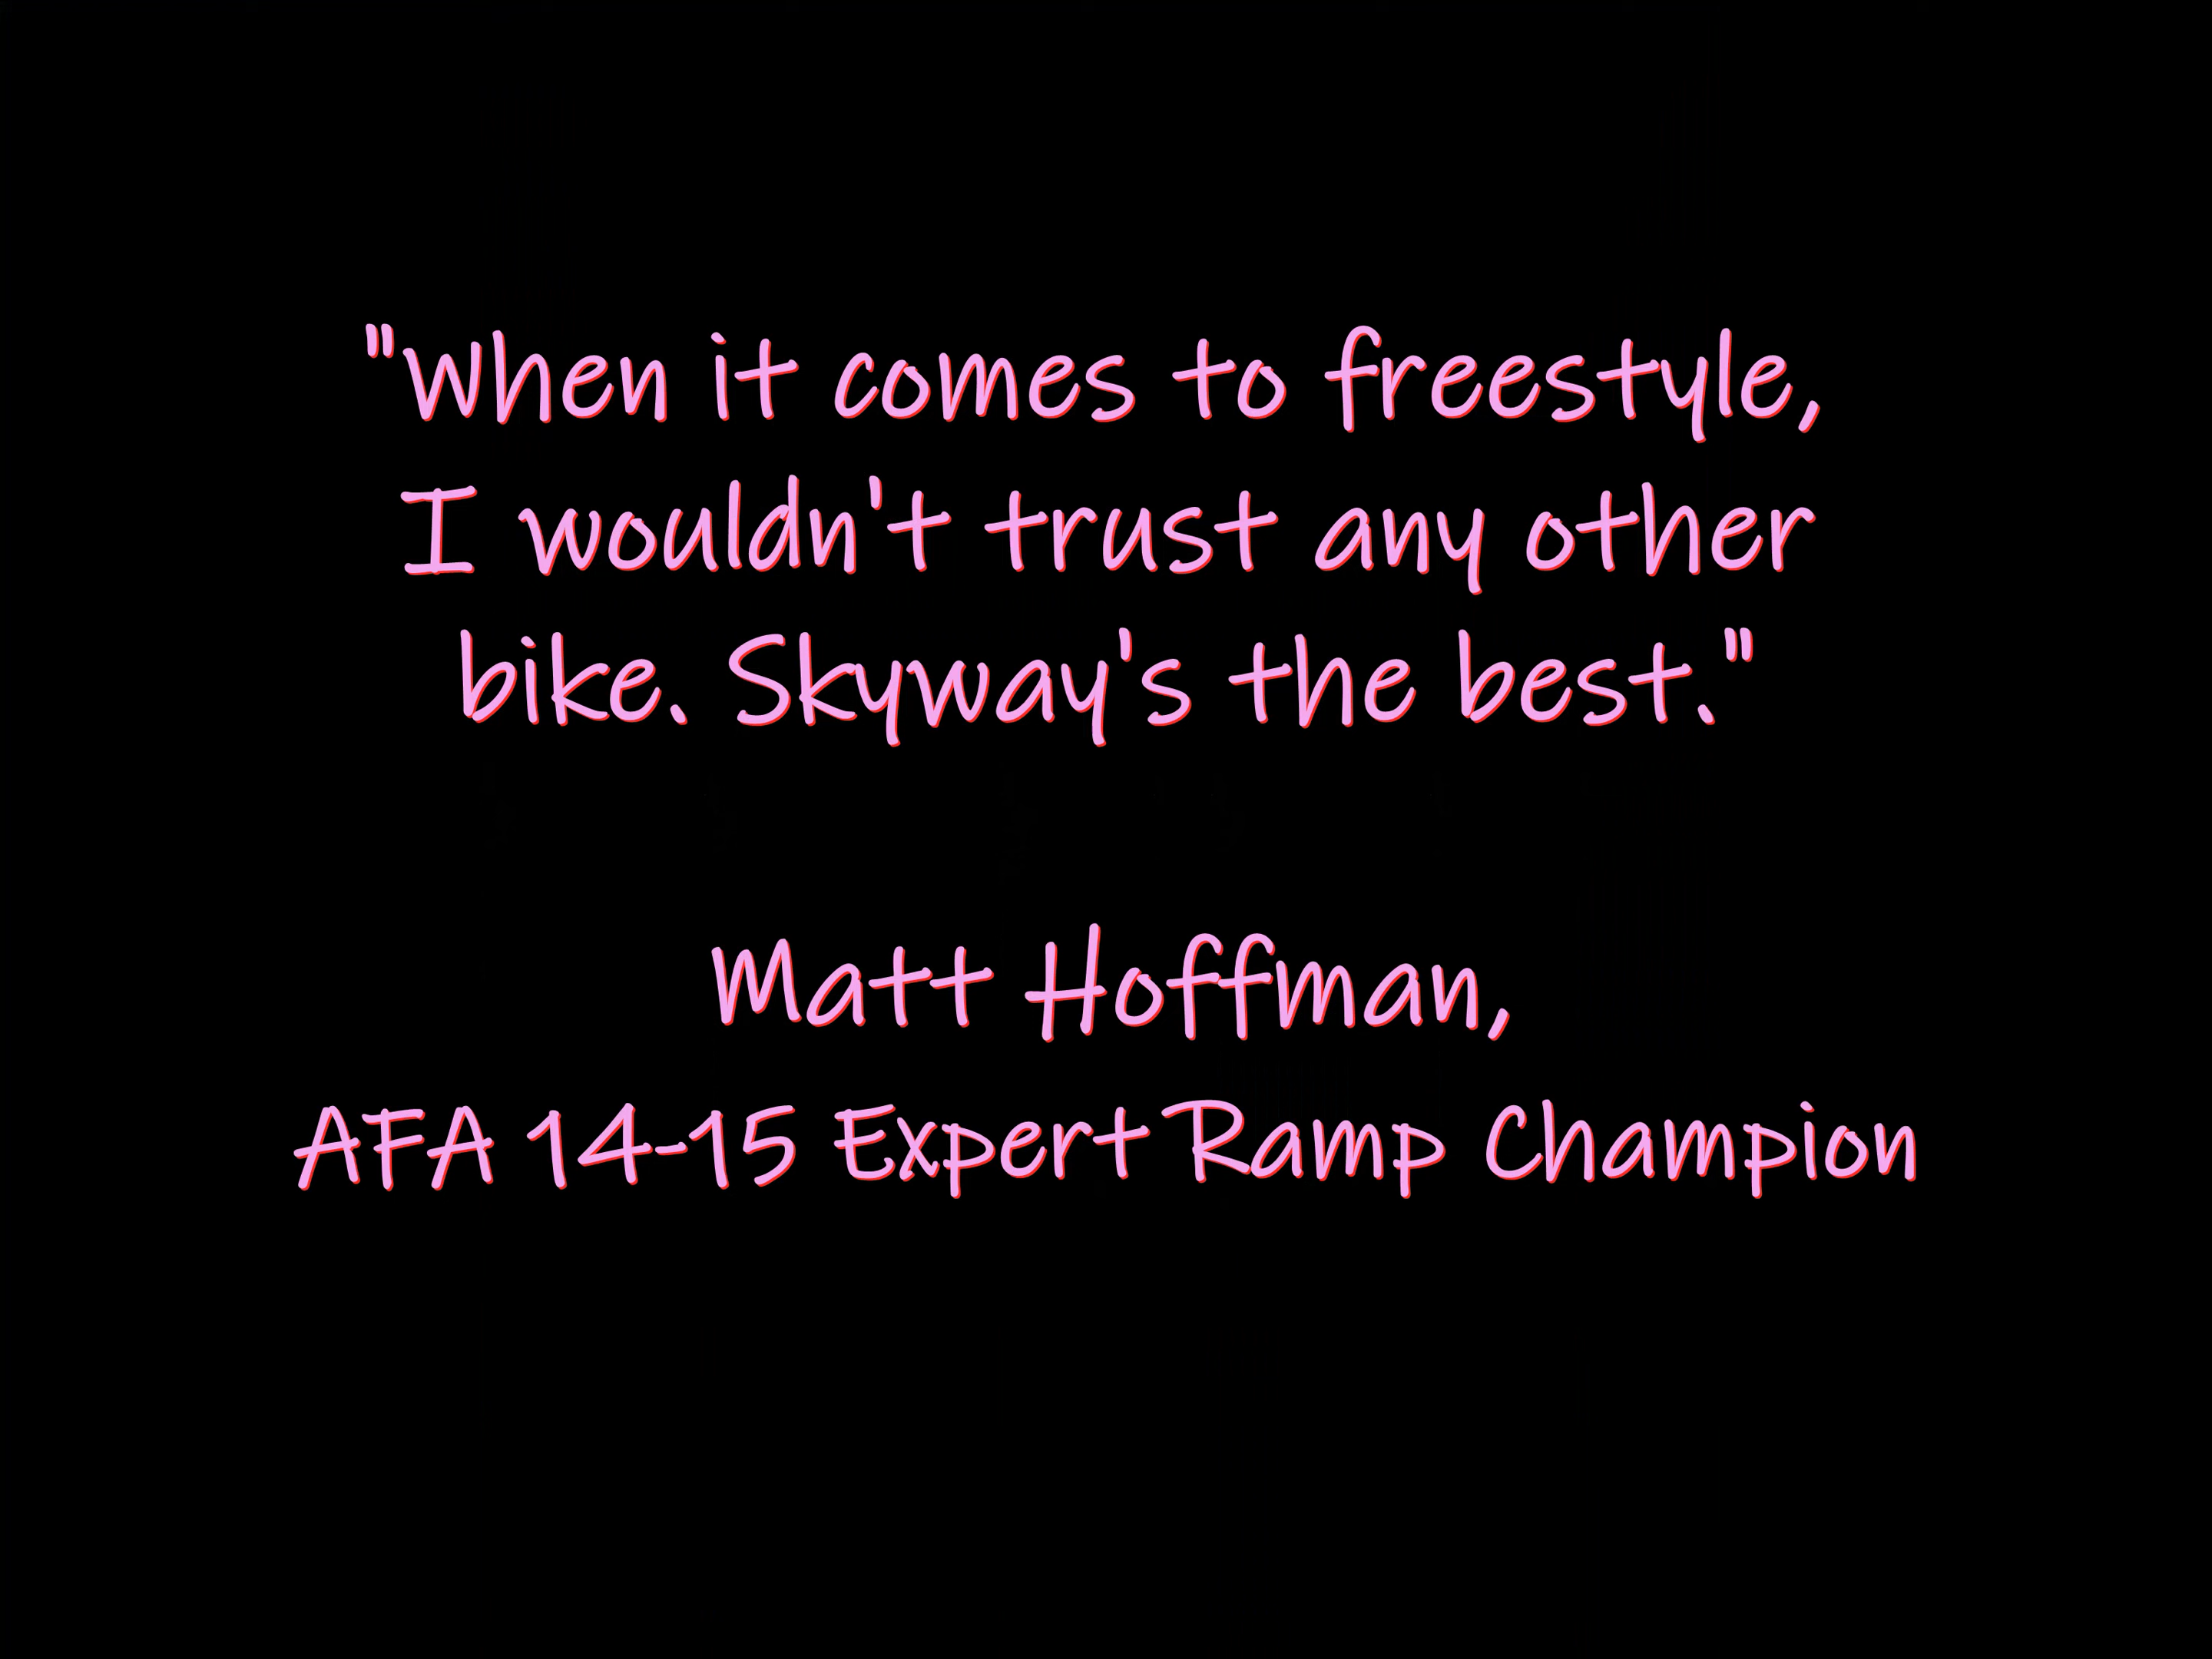 "When it comes to freestyle,
I wouldn't trust any other
bike. Skyway's the best."
Matt Hoffman,
AFA 14-15 Expert Ramp Champion